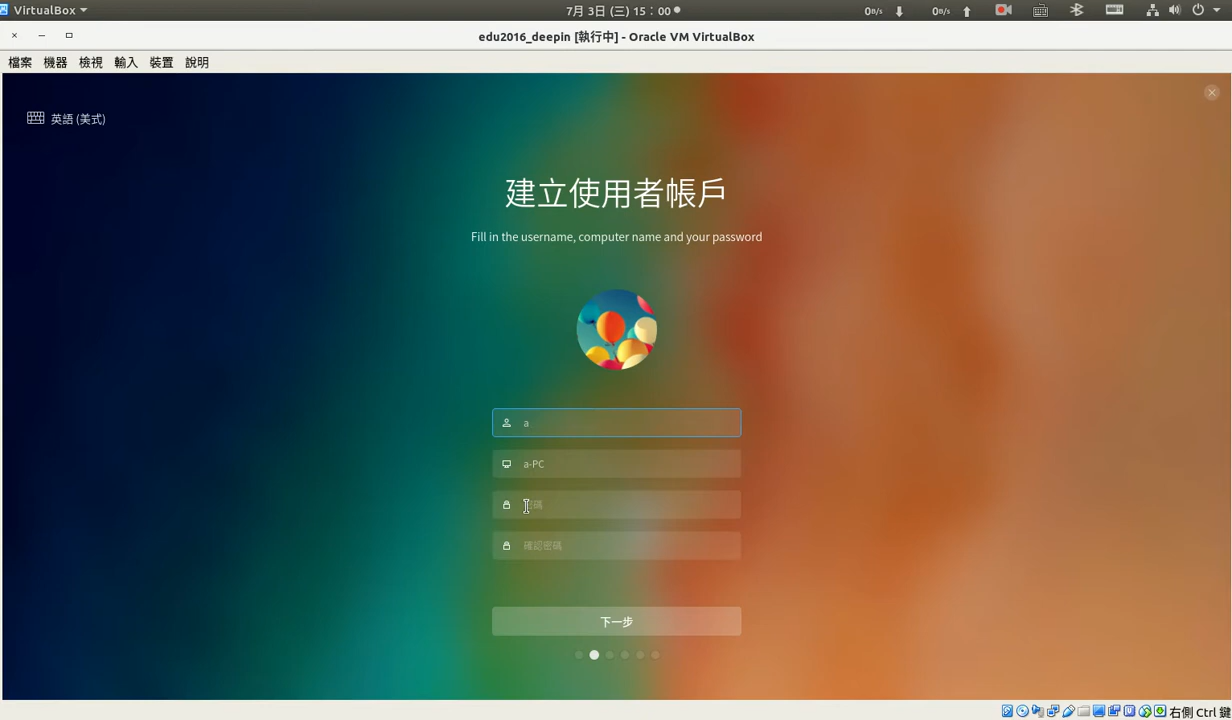 VirtualBox
7月 3日 (三) 15：00
0B/s
0B/s
edu2016_deepin [執行中] - Oracle VM VirtualBox
檔案 機器 檢視 輸入 裝置 說明
英語 (美式)
建立使用者帳戶
Fill in the username, computer name and your password
a
a-PC
密碼
確認密碼
下一步
右側 Ctrl 鍵